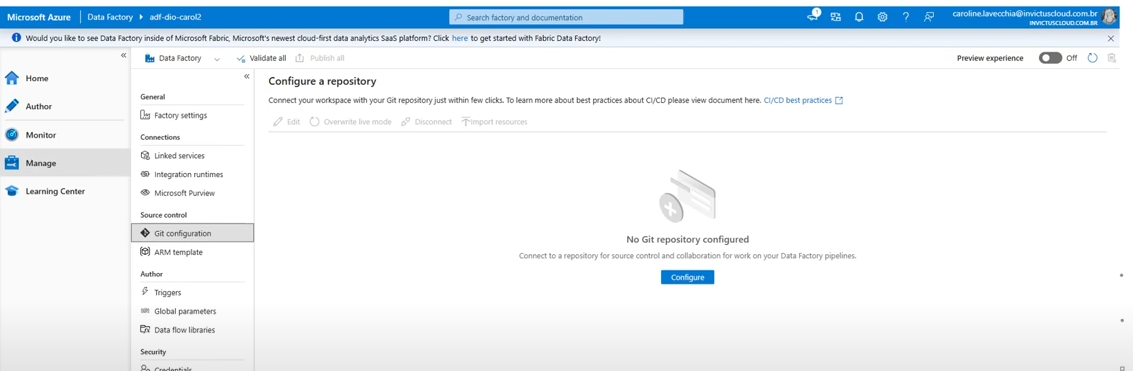 Microsoft Azure | Data Factory > adf-dio-carol2
Search factory and documentation
1
caroline.lavecchia@invictuscloud.com.br
INVICTUSCLOUD.COM.BR
Would you like to see Data Factory inside of Microsoft Fabric, Microsoft's newest cloud-first data analytics SaaS platform? Click here to get started with Fabric Data Factory!
Home
Author
Monitor
Manage
Learning Center
Data Factory
Validate all
Publish all
Preview experience
Off
General
Factory settings
Connections
Linked services
Integration runtimes
Microsoft Purview
Source control
Git configuration
ARM template
Author
Triggers
Global parameters
Data flow libraries
Security
Credentials
Configure a repository
Connect your workspace with your Git repository just within few clicks. To learn more about best practices about CI/CD please view document here. CI/CD best practices
Edit
Overwrite live mode
Disconnect
Import resources
No Git repository configured
Connect to a repository for source control and collaboration for work on your Data Factory pipelines.
Configure